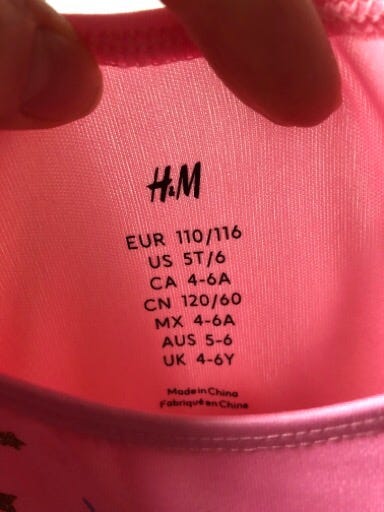 H&M
EUR 110/116
US 5T/6
CA 4-6A
CN 120/60
MX 4-6A
AUS 5-6
UK 4-6Y
Made in China
Fabriqué en Chine